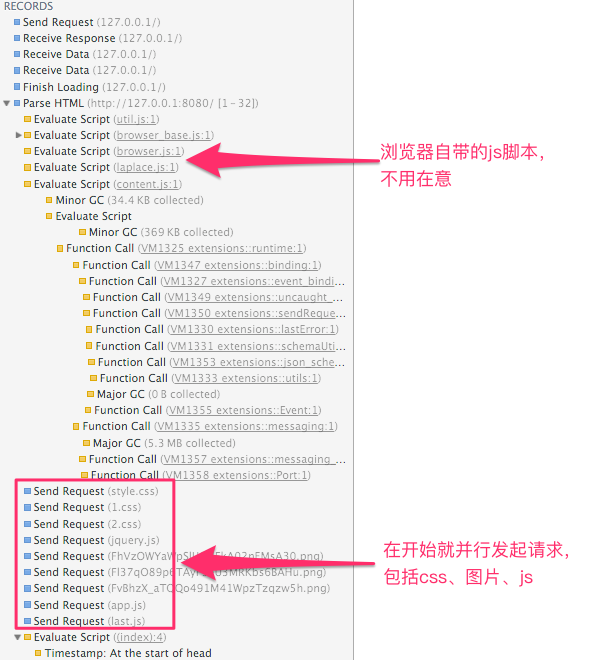 RECORDS
Send Request (127.0.0.1/)
Receive Response (127.0.0.1/)
Receive Data (127.0.0.1/)
Receive Data (127.0.0.1/)
Finish Loading (127.0.0.1/)
Parse HTML (http://127.0.0.1:8080/ [1-32])
Evaluate Script (util.js:1)
Evaluate Script (browser_base.js:1)
Evaluate Script (browser.js:1)
Evaluate Script (laplace.js:1)
Evaluate Script (content.js:1)
Minor GC (34.4 KB collected)
Evaluate Script
Minor GC (369 KB collected)
Function Call (VM1325 extensions::runtime:1)
Function Call (VM1347 extensions::binding:1)
Function Call (VM1327 extensions::event_bindi...
Function Call (VM1349 extensions::uncaught_...
Function Call (VM1350 extensions::sendReque...
Function Call (VM1330 extensions::lastError:1)
Function Call (VM1331 extensions::schemaUti...
Function Call (VM1353 extensions::json_sche...
Function Call (VM1333 extensions::utils:1)
Major GC (0 B collected)
Function Call (VM1355 extensions::Event:1)
Function Call (VM1335 extensions::messaging:1)
Major GC (5.3 MB collected)
Function Call (VM1357 extensions::messaging_...
Function Call (VM1358 extensions::Port:1)
Send Request (style.css)
Send Request (1.css)
Send Request (2.css)
Send Request (jquery.js)
Send Request
Send Request
Send Request
Send Request (app.js)
Send Request (last.js)
Evaluate Script ((index):4)
Timestamp: At the start of head
浏览器自带的js脚本，
不用在意
在开始就并行发起请求，
包括css、图片、js